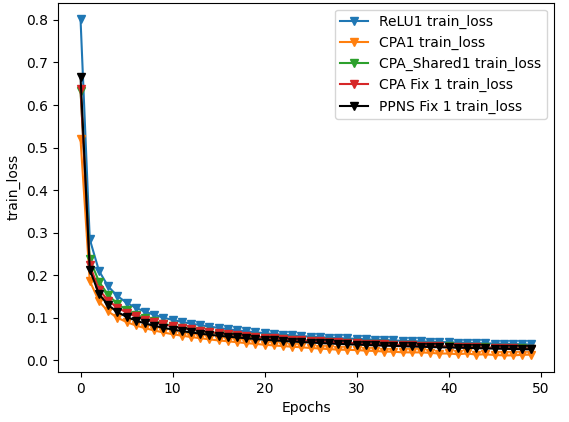 ReLU1 train_loss
CPA1 train_loss
CPA_Shared1 train_loss
CPA Fix 1 train_loss
PPNS Fix 1 train_loss
train_loss
0.8
0.7
0.6
0.5
0.4
0.3
0.2
0.1
0.0
0 10 20 30 40 50
Epochs